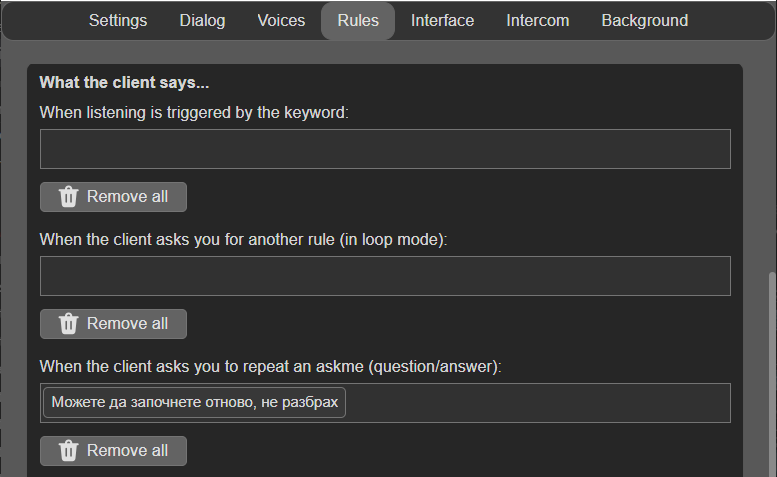 Settings Dialog Voices Rules Interface Intercom Background
What the client says...
When listening is triggered by the keyword:
Remove all
When the client asks you for another rule (in loop mode):
Remove all
When the client asks you to repeat an askme (question/answer):
Можете да започнете отново, не разбрах
Remove all